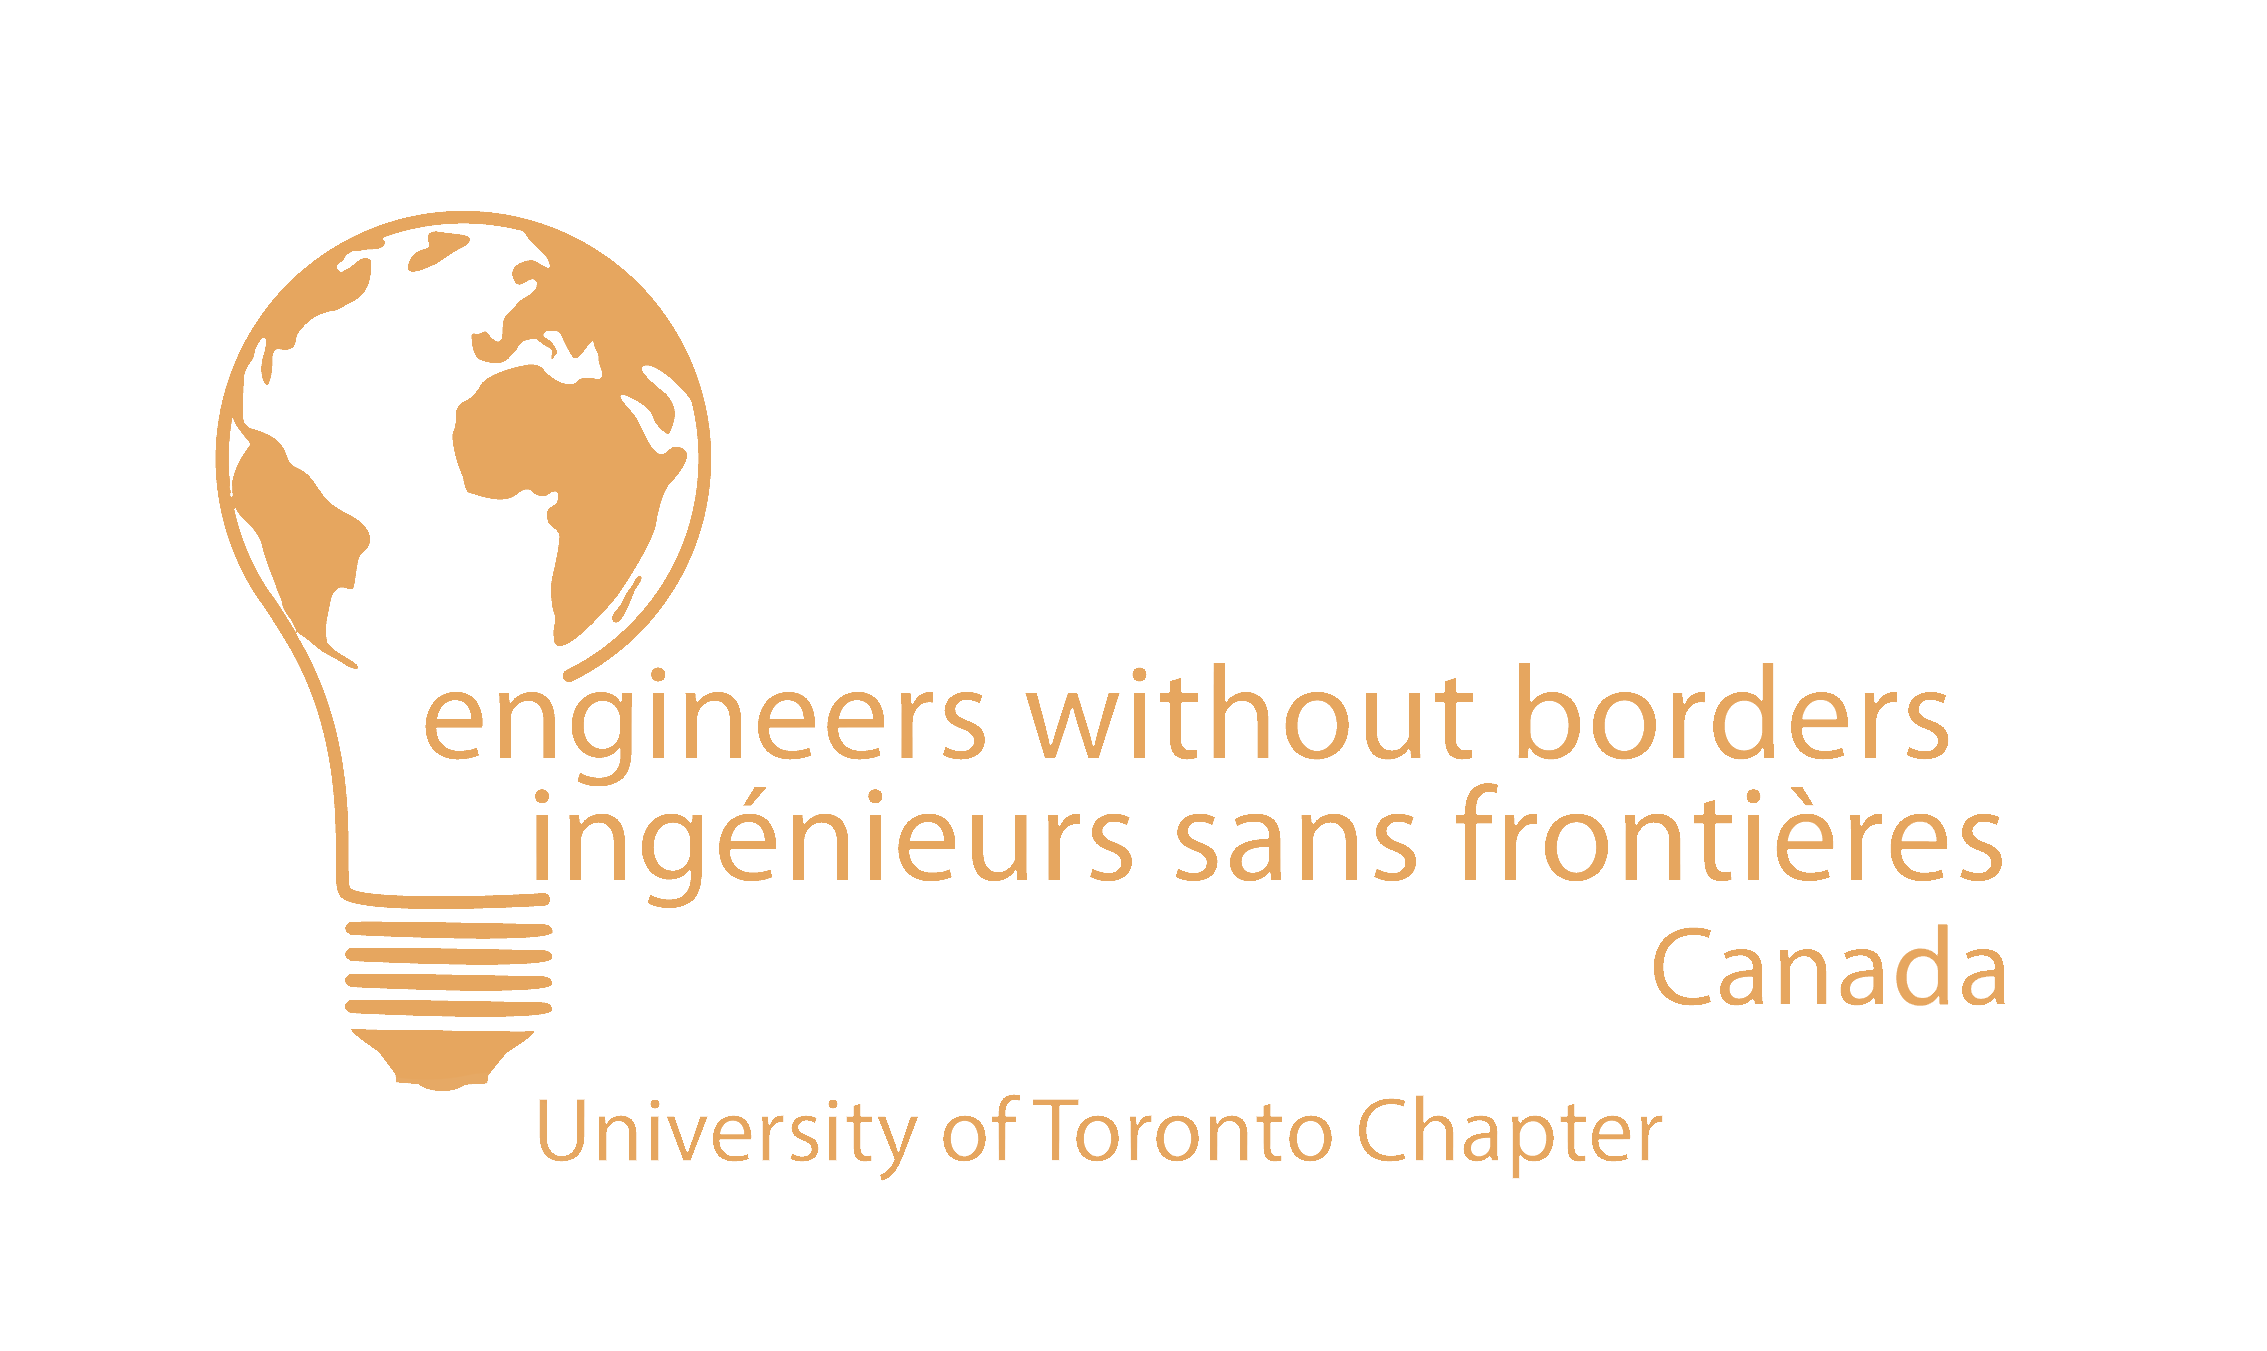 engineers without borders
ingénieurs sans frontières
Canada
University of Toronto Chapter